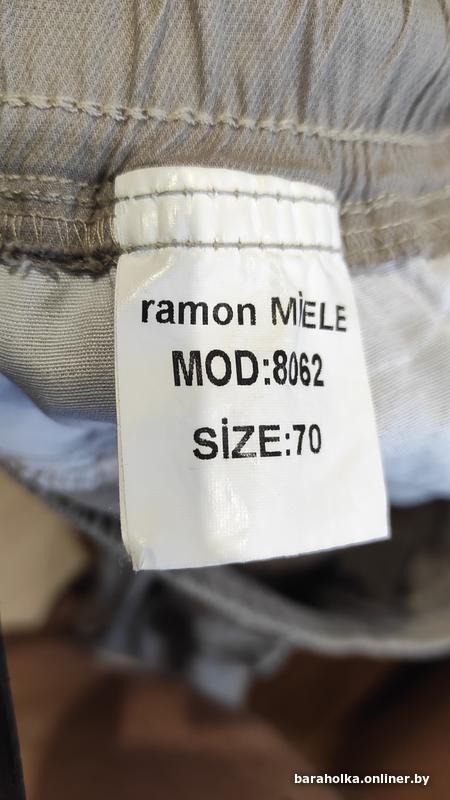 ramon MİELE
MOD:8062
SİZE:70
baraholka.onliner.by